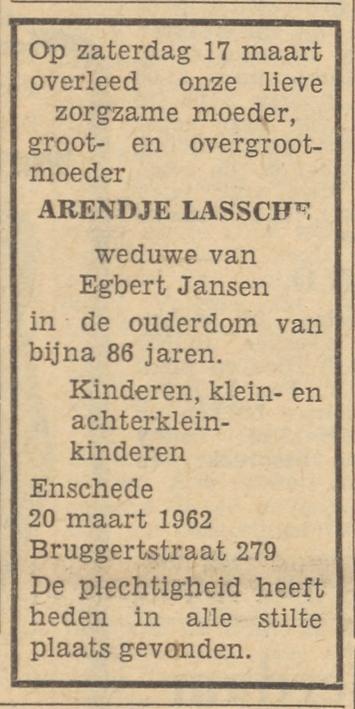 Op zaterdag 17 maart
overleed onze lieve
zorgzame moeder,
groot- en overgroot-
moeder
ARENDJE LASSCHE
weduwe van
Egbert Jansen
in de ouderdom van
bijna 86 jaren.
Kinderen, klein- en
achterklein-
kinderen
Enschede
20 maart 1962
Bruggertstraat 279
De plechtigheid heeft
heden in alle stilte
plaats gevonden.